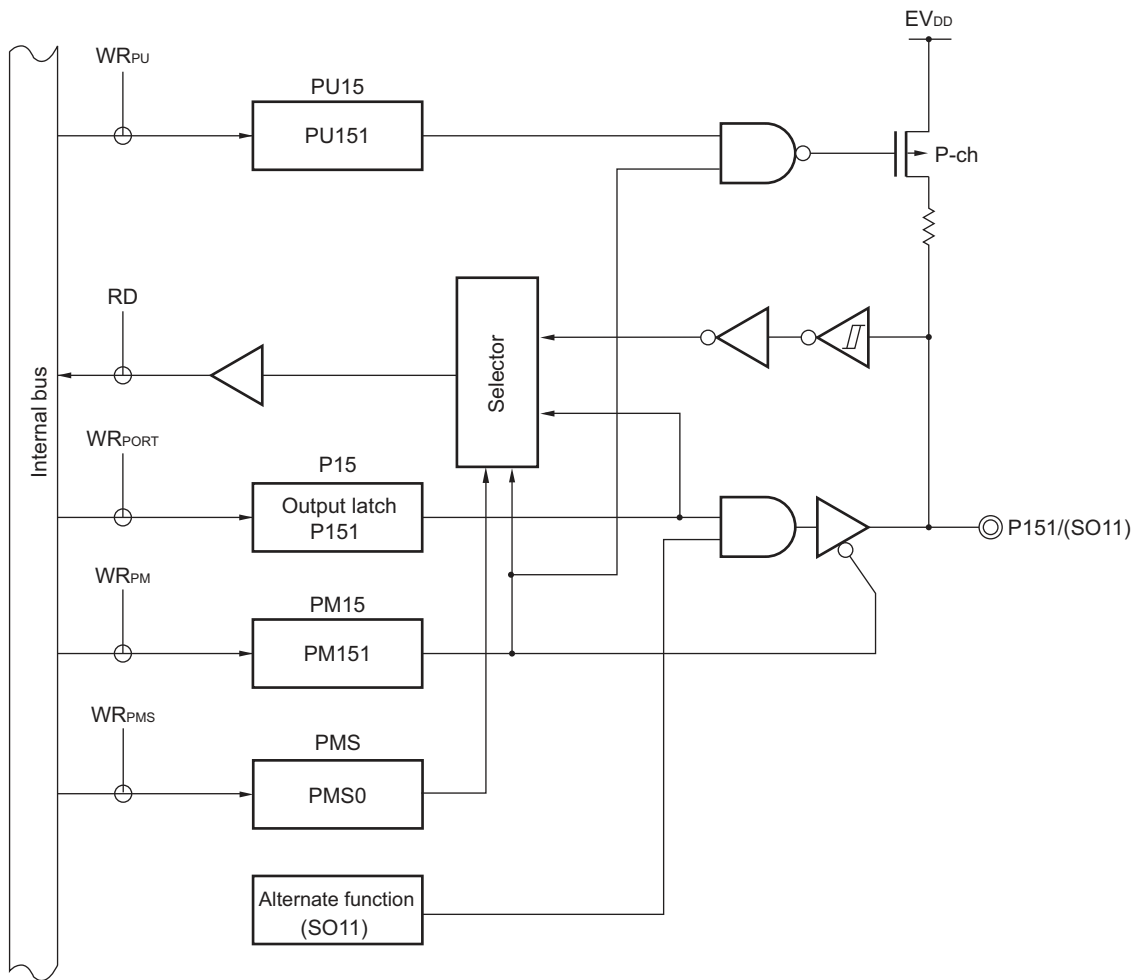 EVDD
WRPU
PU15
PU151
P-ch
RD
Selector
Internal bus
WRPORT
P15
Output latch
P151
P151/(SO11)
WRPM
PM15
PM151
WRPMS
PMS
PMS0
Alternate function
(SO11)